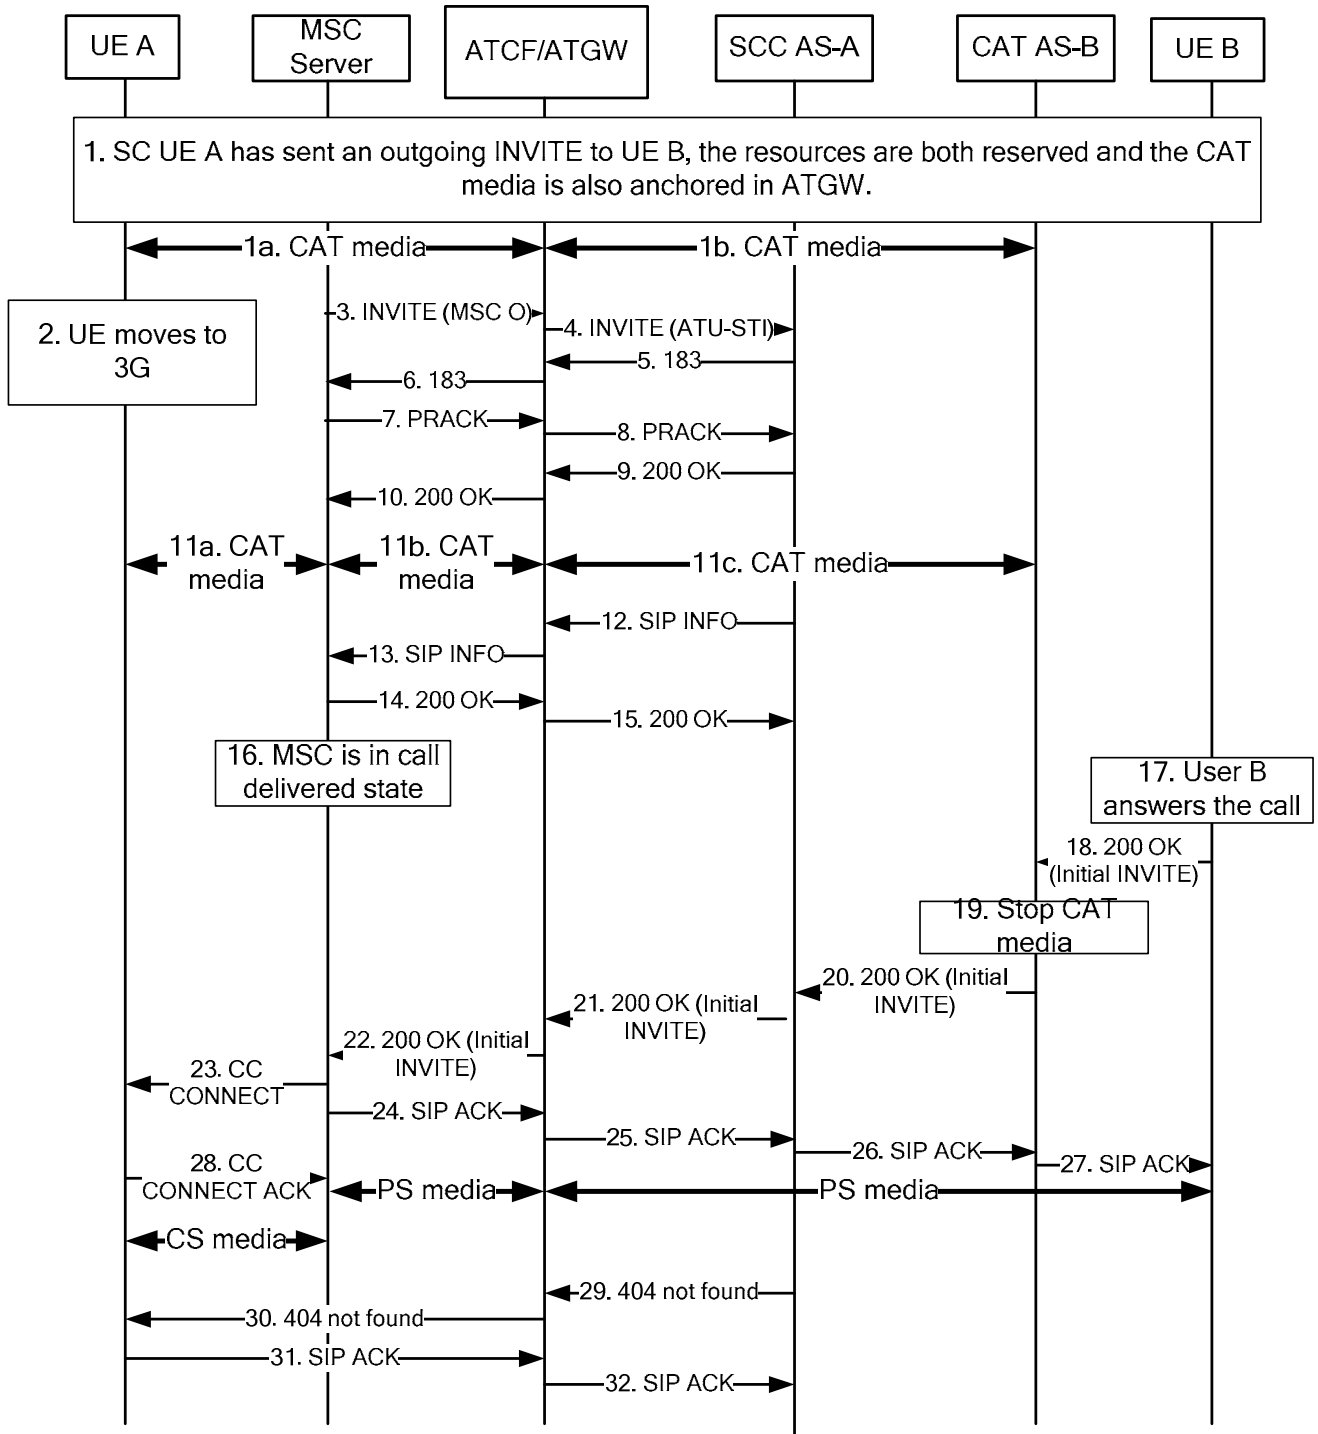 UE A
MSC
Server
ATCF/ATGW
SCC AS-A
CAT AS-B
UE B
1. SC UE A has sent an outgoing INVITE to UE B, the resources are both reserved and the CAT
media is also anchored in ATGW.
1a. CAT media
1b. CAT media
2. UE moves to
3G
3. INVITE (MSC O)
4. INVITE (ATU-STI)
5. 183
6. 183
7. PRACK
8. PRACK
9. 200 OK
10. 200 OK
11a. CAT
media
11b. CAT
media
11c. CAT media
12. SIP INFO
13. SIP INFO
14. 200 OK
15. 200 OK
16. MSC is in call
delivered state
17. User B
answers the call
18. 200 OK
(Initial INVITE)
19. Stop CAT
media
20. 200 OK (Initial
INVITE)
21. 200 OK (Initial
INVITE)
22. 200 OK (Initial
INVITE)
23. CC
CONNECT
24. SIP ACK
25. SIP ACK
26. SIP ACK
27. SIP ACK
28. CC
CONNECT ACK
PS media
PS media
CS media
29. 404 not found
30. 404 not found
31. SIP ACK
32. SIP ACK